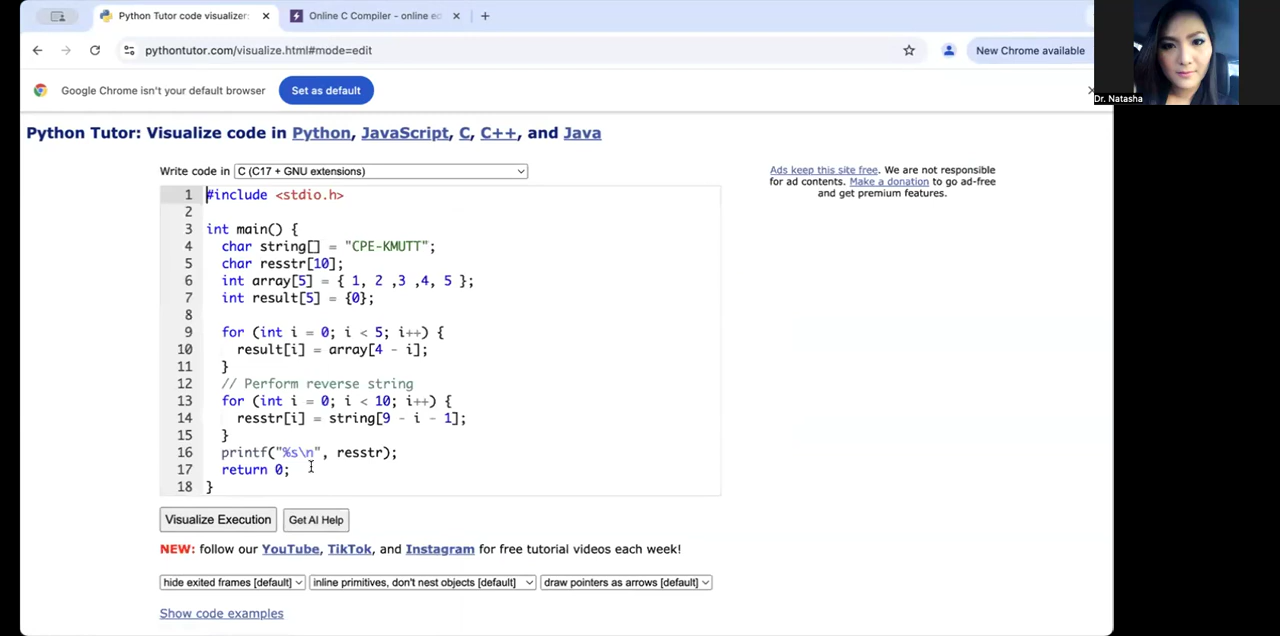 Python Tutor code visualizer:
Online C Compiler - online ed
pythontutor.com/visualize.html#mode=edit
New Chrome available
Google Chrome isn't your default browser
Set as default
Dr. Natasha
Python Tutor: Visualize code in Python, JavaScript, C, C++, and Java
Write code in C (C17 + GNU extensions)
Ads keep this site free. We are not responsible
for ad contents. Make a donation to go ad-free
and get premium features.
1 #include <stdio.h>
2
3 int main() {
4 char string[] = "CPE-KMUTT";
5 char resstr[10];
6 int array[5] = { 1, 2 ,3 ,4, 5 };
7 int result[5] = {0};
8
9 for (int i = 0; i < 5; i++) {
10 result[i] = array[4 - i];
11 }
12 // Perform reverse string
13 for (int i = 0; i < 10; i++) {
14 resstr[i] = string[9 - i - 1];
15 }
16 printf("%s\n", resstr);
17 return 0;
18 }
Visualize Execution
Get AI Help
NEW: follow our YouTube, TikTok, and Instagram for free tutorial videos each week!
hide exited frames [default]
inline primitives, don't nest objects [default]
draw pointers as arrows [default]
Show code examples